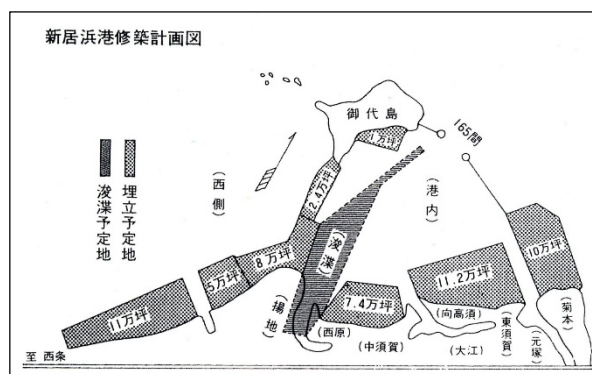 新居浜港修築計画図
御代島
1万坪
165間
浚渫予定地
埋立予定地
(西側)
2.4万坪
(港内)
8万坪
(浚渫)
5万坪
11万坪
(揚地)
7.4万坪
11.2万坪
10万坪
(西原)
(中須賀)
(向高須)
(大江)
(東須賀)
(元塚)
(菊本)
至 西条